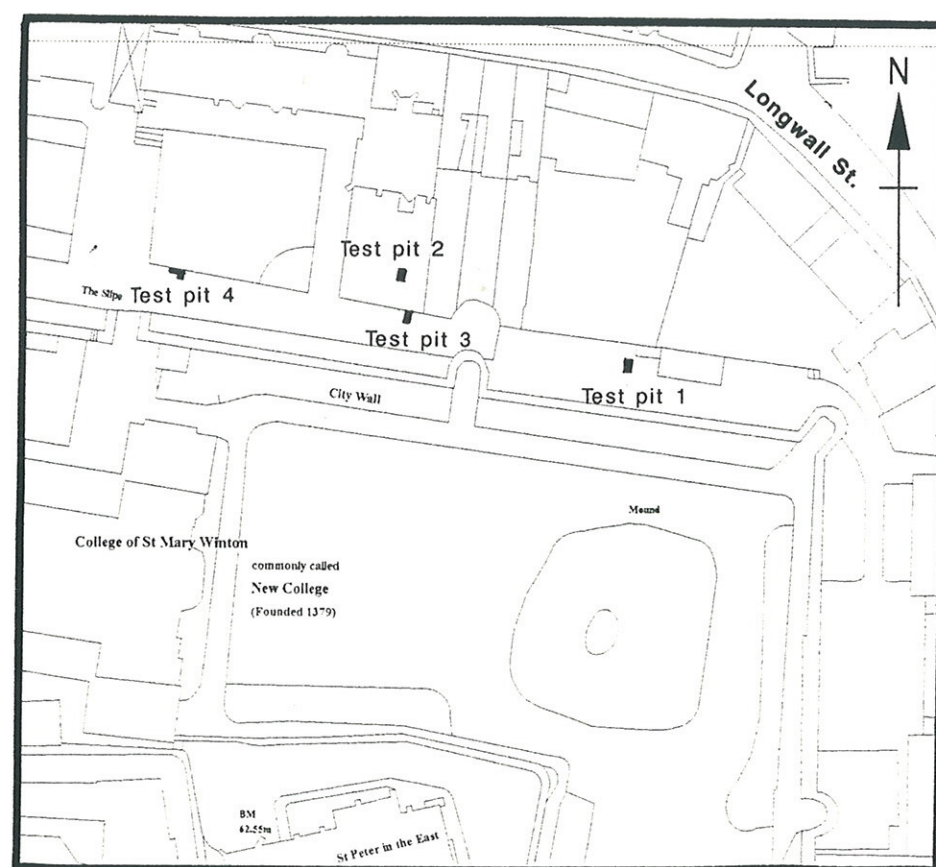 N
Longwall St.
Test pit 2
The Slipe
Test pit 4
Test pit 3
City Wall
Test pit 1
Mound
College of St Mary Winton
commonly called
New College
(Founded 1379)
BM
62.55m
St Peter in the East